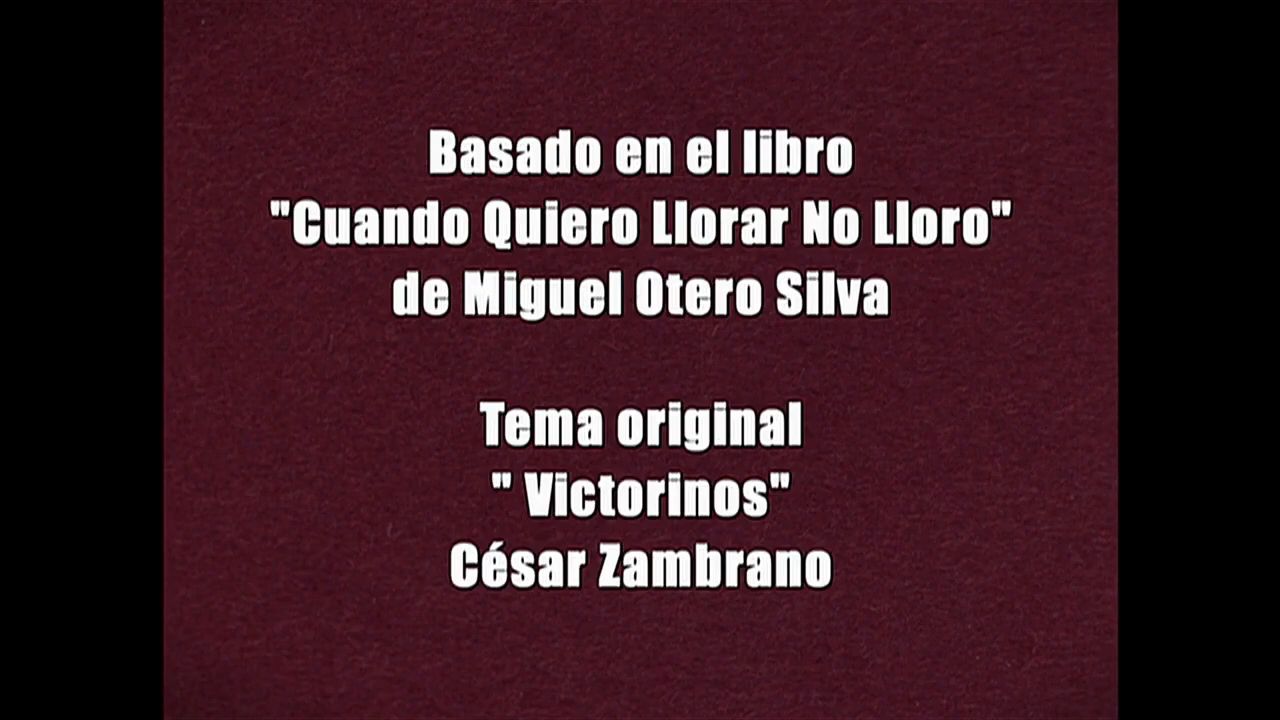 Basado en el libro
"Cuando Quiero Llorar No Lloro"
de Miguel Otero Silva
Tema original
" Victorinos"
César Zambrano